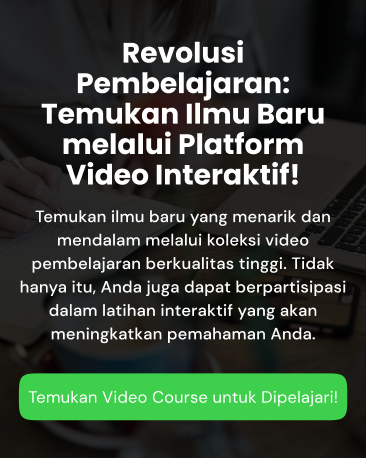 Revolusi
Pembelajaran:
Temukan Ilmu Baru
melalui Platform
Video Interaktif!
Temukan ilmu baru yang menarik dan
mendalam melalui koleksi video
pembelajaran berkualitas tinggi. Tidak
hanya itu, Anda juga dapat berpartisipasi
dalam latihan interaktif yang akan
meningkatkan pemahaman Anda.
Temukan Video Course untuk Dipelajari!